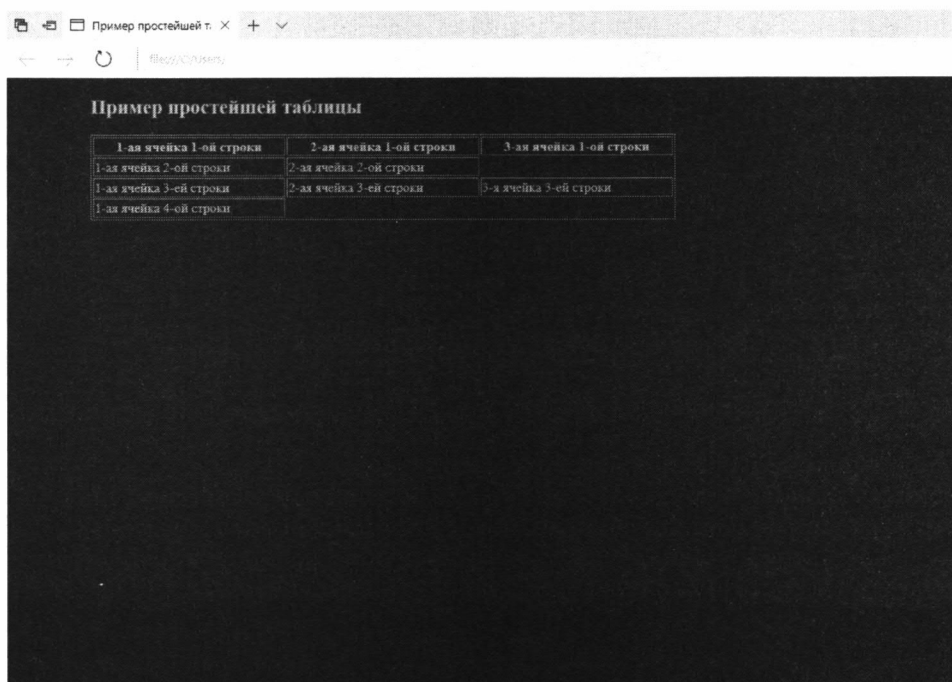 Пример простейшей т
file:///C:/Users/
Пример простейшей таблицы
1-ая ячейка 1-ой строки 2-ая ячейка 1-ой строки 3-ая ячейка 1-ой строки
1-ая ячейка 2-ой строки 2-ая ячейка 2-ой строки
1-ая ячейка 3-ей строки 2-ая ячейка 3-ей строки 3-я ячейка 3-ей строки
1-ая ячейка 4-ой строки